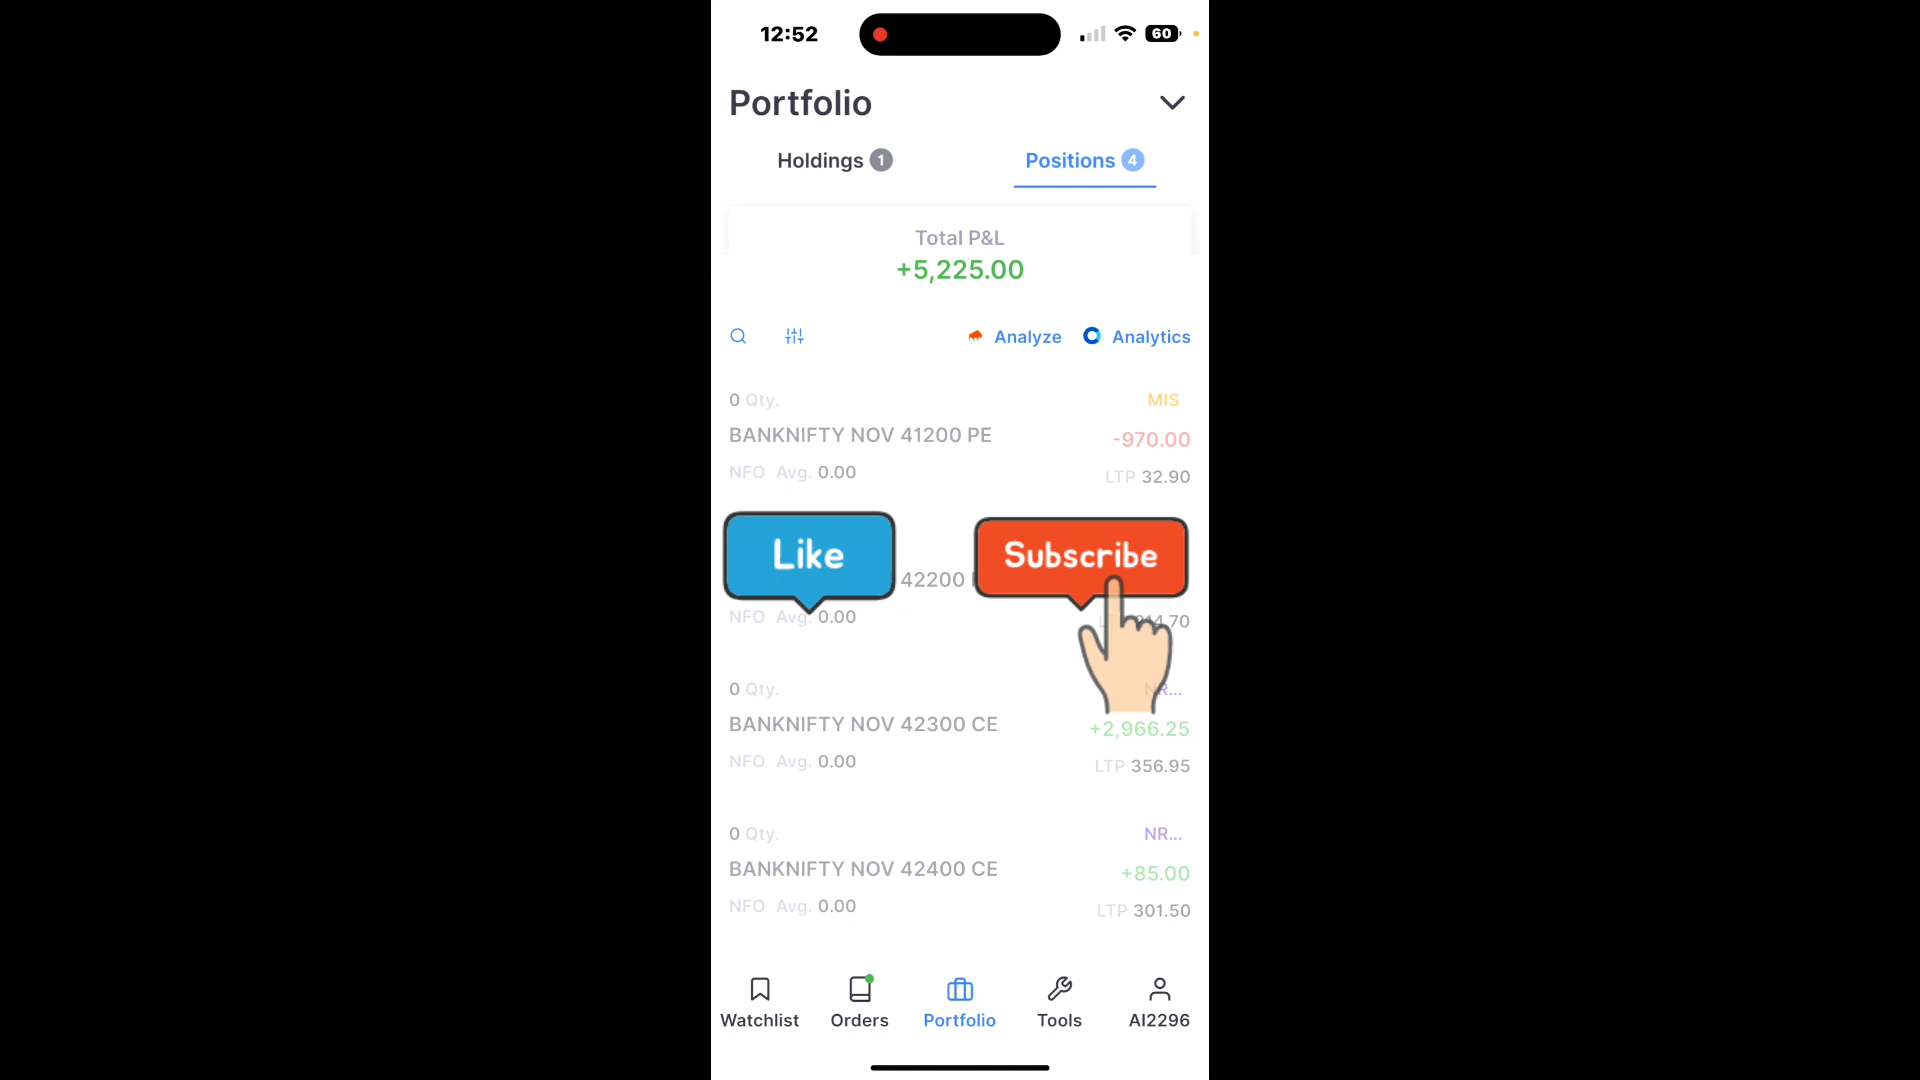 12:52
60
Portfolio
Holdings 1
Positions 4
Total P&L
+5,225.00
Analyze
Analytics
0 Qty.
MIS
BANKNIFTY NOV 41200 PE
-970.00
NFO Avg. 0.00
LTP 32.90
Like
Subscribe
42200
NFO Avg. 0.00
0 Qty.
NR...
BANKNIFTY NOV 42300 CE
+2,966.25
NFO Avg. 0.00
LTP 356.95
0 Qty.
NR...
BANKNIFTY NOV 42400 CE
+85.00
NFO Avg. 0.00
LTP 301.50
Watchlist
Orders
Portfolio
Tools
AI2296